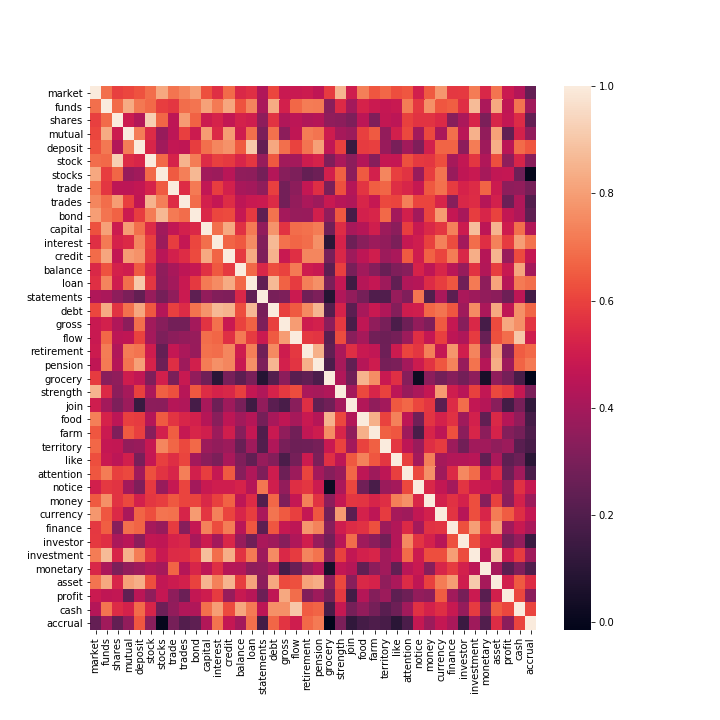 market
funds
shares
mutual
deposit
stock
stocks
trade
trades
bond
capital
interest
credit
balance
loan
statements
debt
gross
flow
retirement
pension
grocery
strength
join
food
farm
territory
like
attention
notice
money
currency
finance
investor
investment
monetary
asset
profit
cash
accrual
market
funds
shares
mutual
deposit
stock
stocks
trade
trades
bond
capital
interest
credit
balance
loan
statements
debt
gross
flow
retirement
pension
grocery
strength
join
food
farm
territory
like
attention
notice
money
currency
finance
investor
investment
monetary
asset
profit
cash
accrual
1.0
0.8
0.6
0.4
0.2
0.0